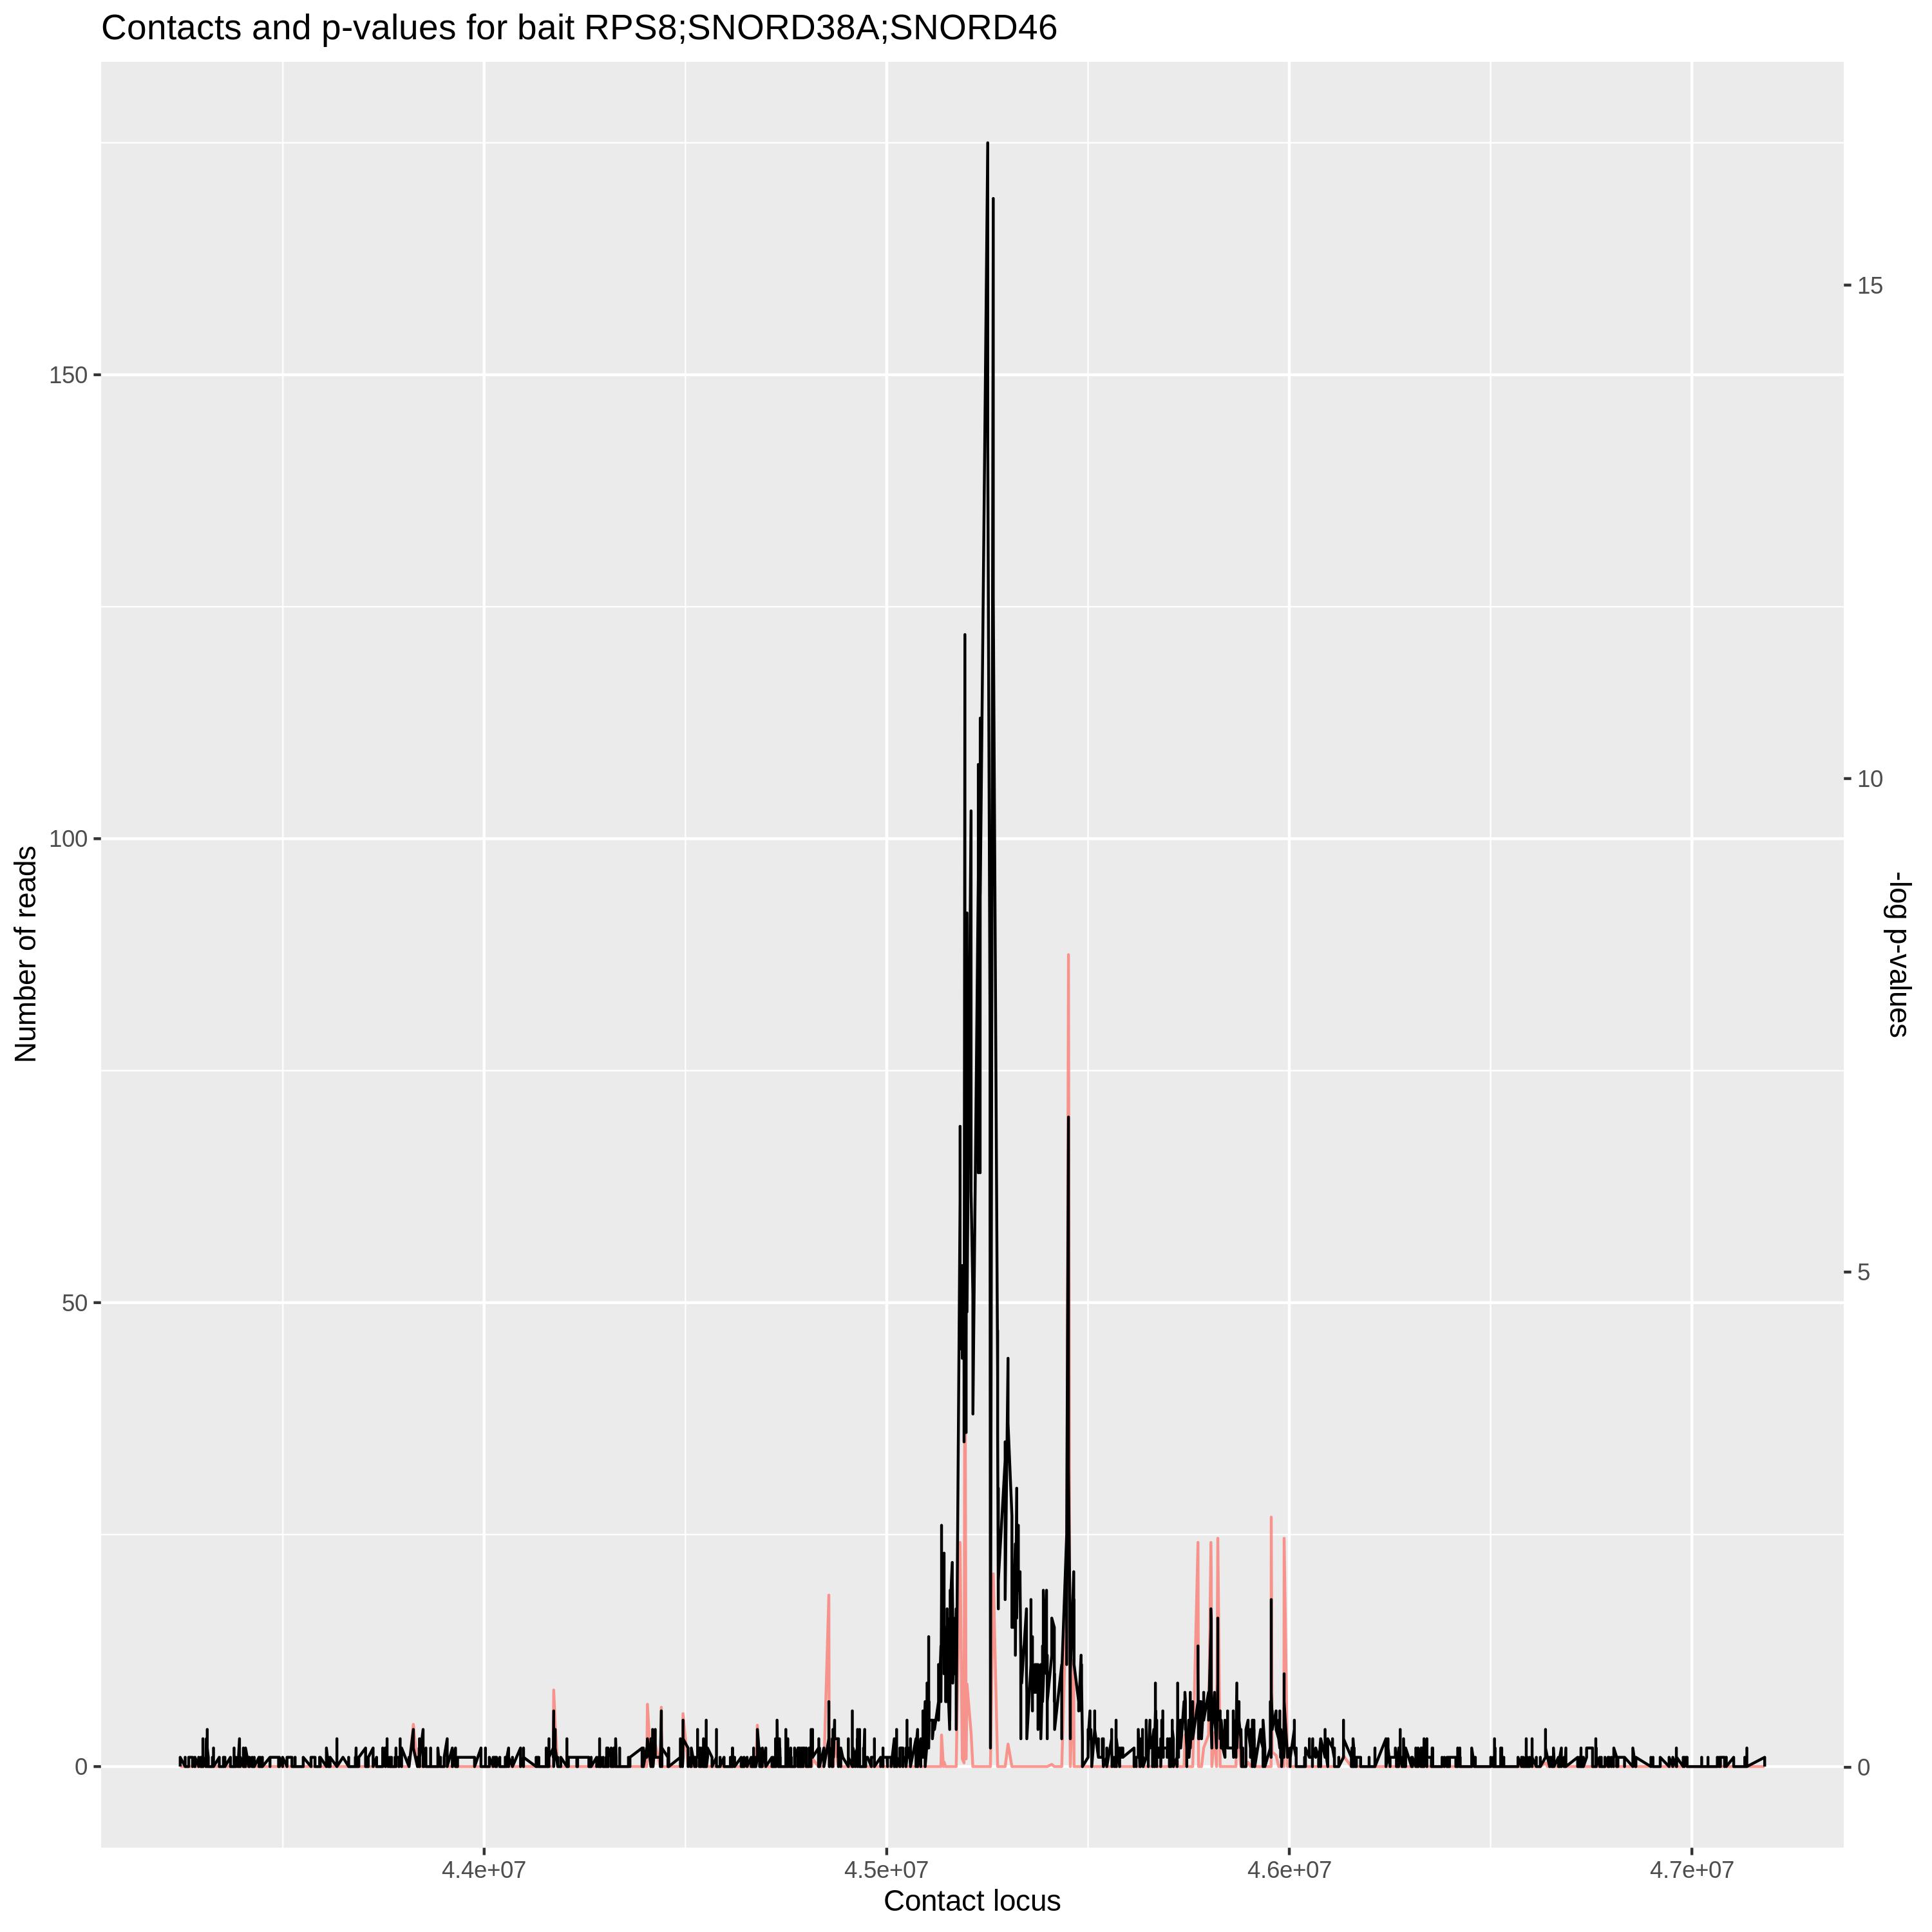 Contacts and p-values for bait RPS8;SNORD38A;SNORD46
Number of reads
150
100
50
0
-log p-values
15
10
5
0
4.4e+07
4.5e+07
4.6e+07
4.7e+07
Contact locus